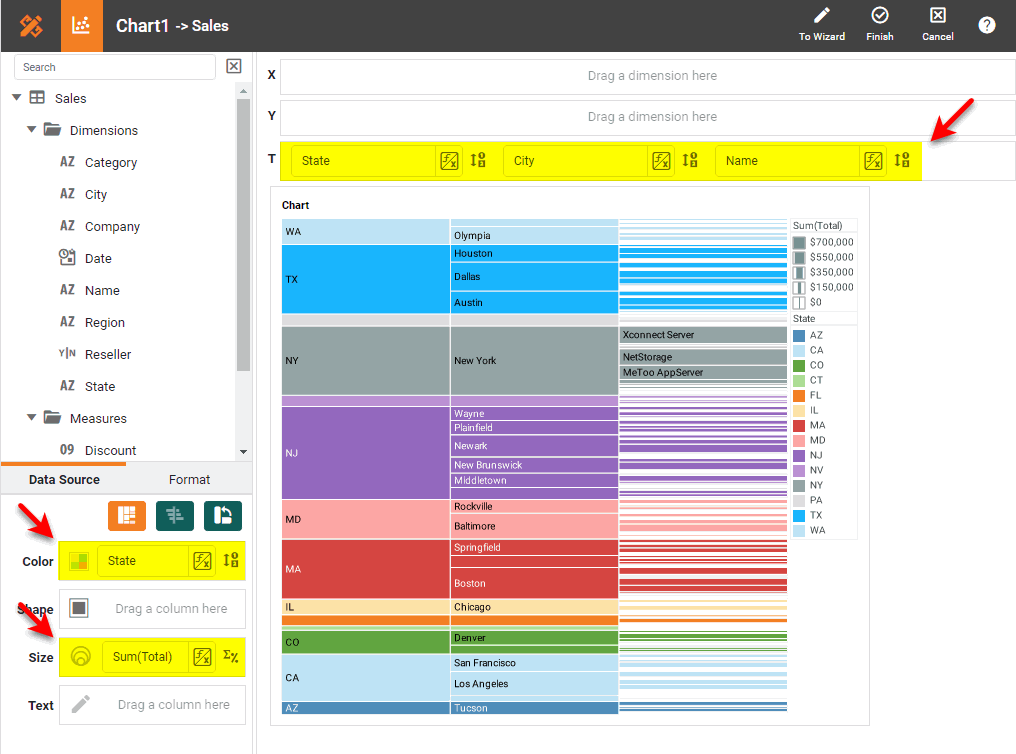 Chart1 -> Sales
To Wizard
Finish
Cancel
?
Search
Sales
Dimensions
AZ Category
AZ City
AZ Company
Date
AZ Name
AZ Region
Y|N Reseller
AZ State
Measures
09 Discount
Data Source
Format
Color
State
Shape
Drag a column here
Size
Sum(Total)
Text
Drag a column here
X
Drag a dimension here
Y
Drag a dimension here
T
State
City
Name
Chart
WA
Olympia
TX
Houston
Dallas
Austin
NY
New York
Xconnect Server
NetStorage
MeToo AppServer
NJ
Wayne
Plainfield
Newark
New Brunswick
Middletown
MD
Rockville
Baltimore
MA
Springfield
Boston
IL
Chicago
CO
Denver
CA
San Francisco
Los Angeles
AZ
Tucson
Sum(Total)
$700,000
$550,000
$350,000
$150,000
$0
State
AZ
CA
CO
CT
FL
IL
MA
MD
NJ
NV
NY
PA
TX
WA